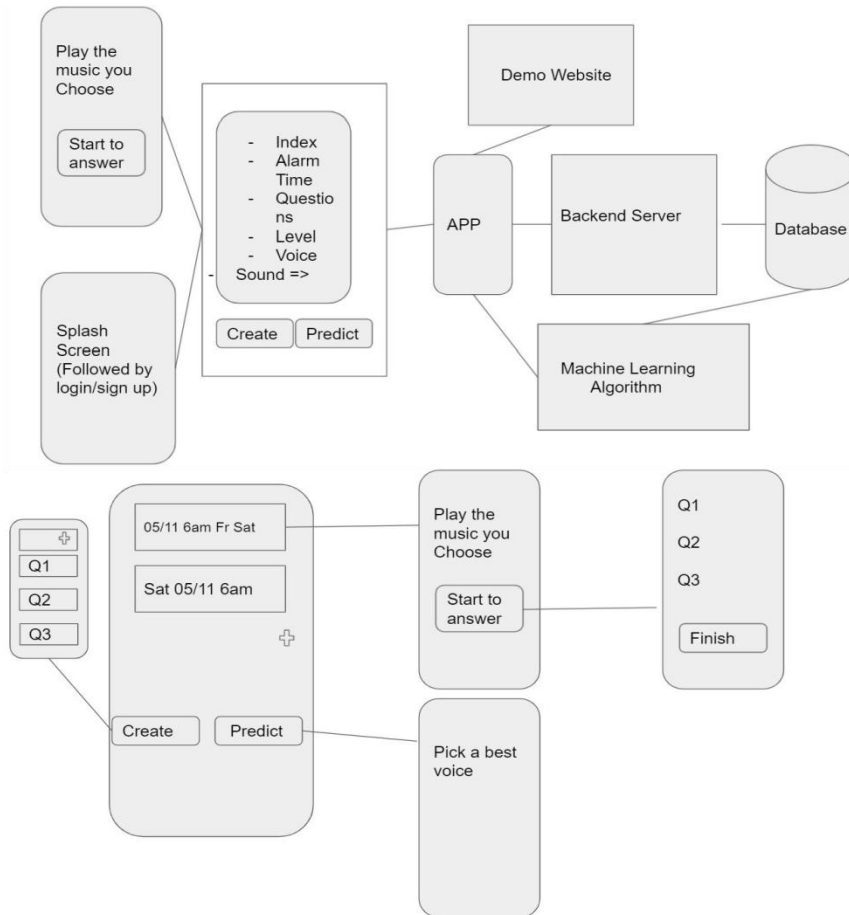 Play the
music you
Choose
Start to
answer
Splash
Screen
(Followed by
login/sign up)
- Index
- Alarm
Time
- Questio
ns
- Level
- Voice
- Sound =>
Create
Predict
Demo Website
APP
Backend Server
Database
Machine Learning
Algorithm
Q1
Q2
Q3
05/11 6am Fr Sat
Sat 05/11 6am
Create
Predict
Play the
music you
Choose
Start to
answer
Pick a best
voice
Q1
Q2
Q3
Finish